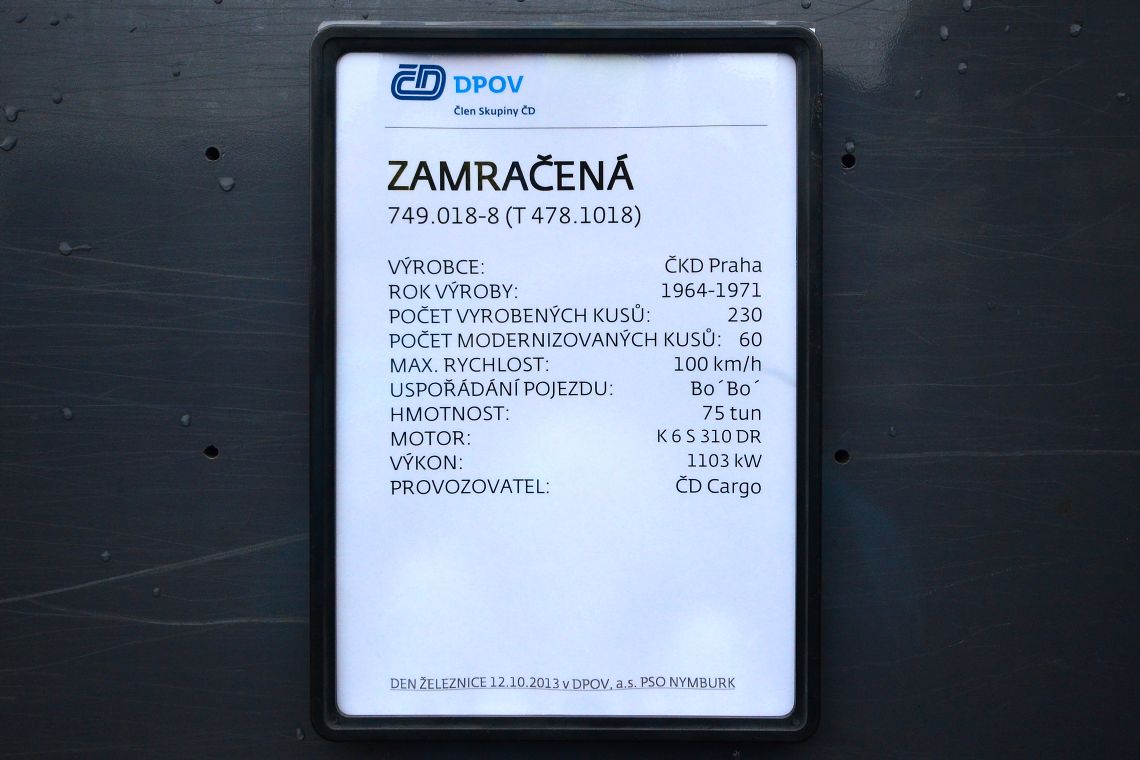 ČD DPOV
Člen Skupiny ČD
ZAMRAČENÁ
749.018-8 (T 478.1018)
VÝROBCE: ČKD Praha
ROK VÝROBY: 1964-1971
POČET VYROBENÝCH KUSŮ: 230
POČET MODERNIZOVANÝCH KUSŮ: 60
MAX. RYCHLOST: 100 km/h
USPOŘÁDÁNÍ POJEZDU: Bo´Bo´
HMOTNOST: 75 tun
MOTOR: K 6 S 310 DR
VÝKON: 1103 kW
PROVOZOVATEL: ČD Cargo
DEN ŽELEZNICE 12.10.2013 v DPOV, a.s. PSO NYMBURK